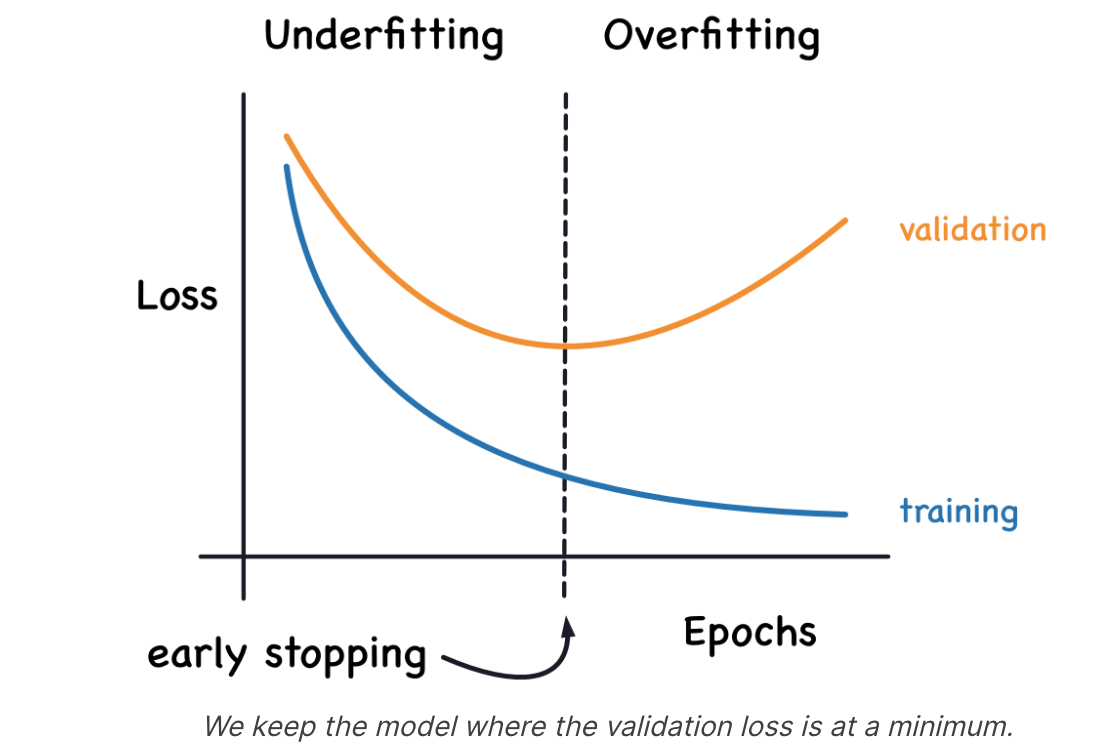 Underfitting
Overfitting
validation
Loss
training
Epochs
early stopping
We keep the model where the validation loss is at a minimum.